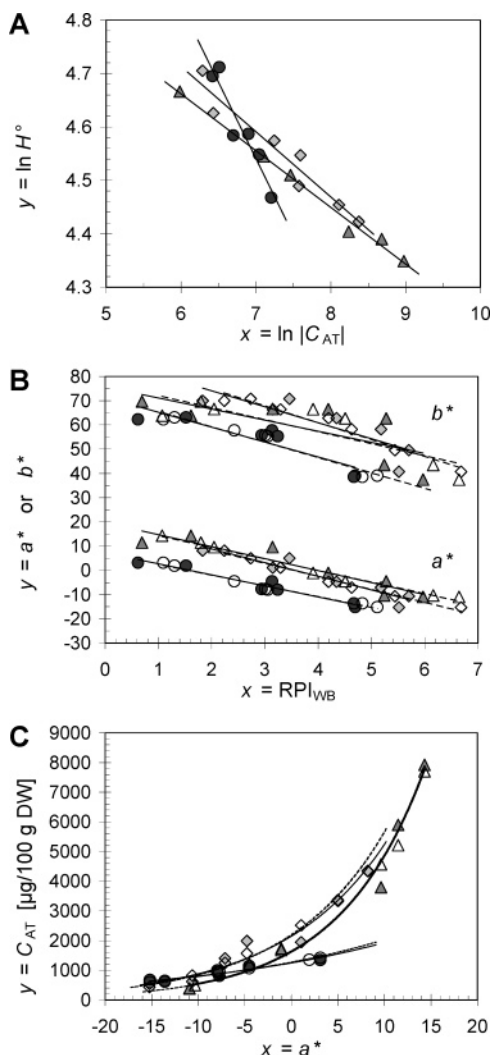 A
4.8
4.7
4.6
4.5
4.4
4.3
y = ln H°
5 6 7 8 9 10
x = ln |C_AT|
B
80
70
60
50
40
30
20
10
0
-10
-20
-30
y = a* or b*
b*
a*
0 1 2 3 4 5 6 7
x = RPI_WB
C
9000
8000
7000
6000
5000
4000
3000
2000
1000
0
y = C_AT [µg/100 g DW]
-20 -15 -10 -5 0 5 10 15 20
x = a*